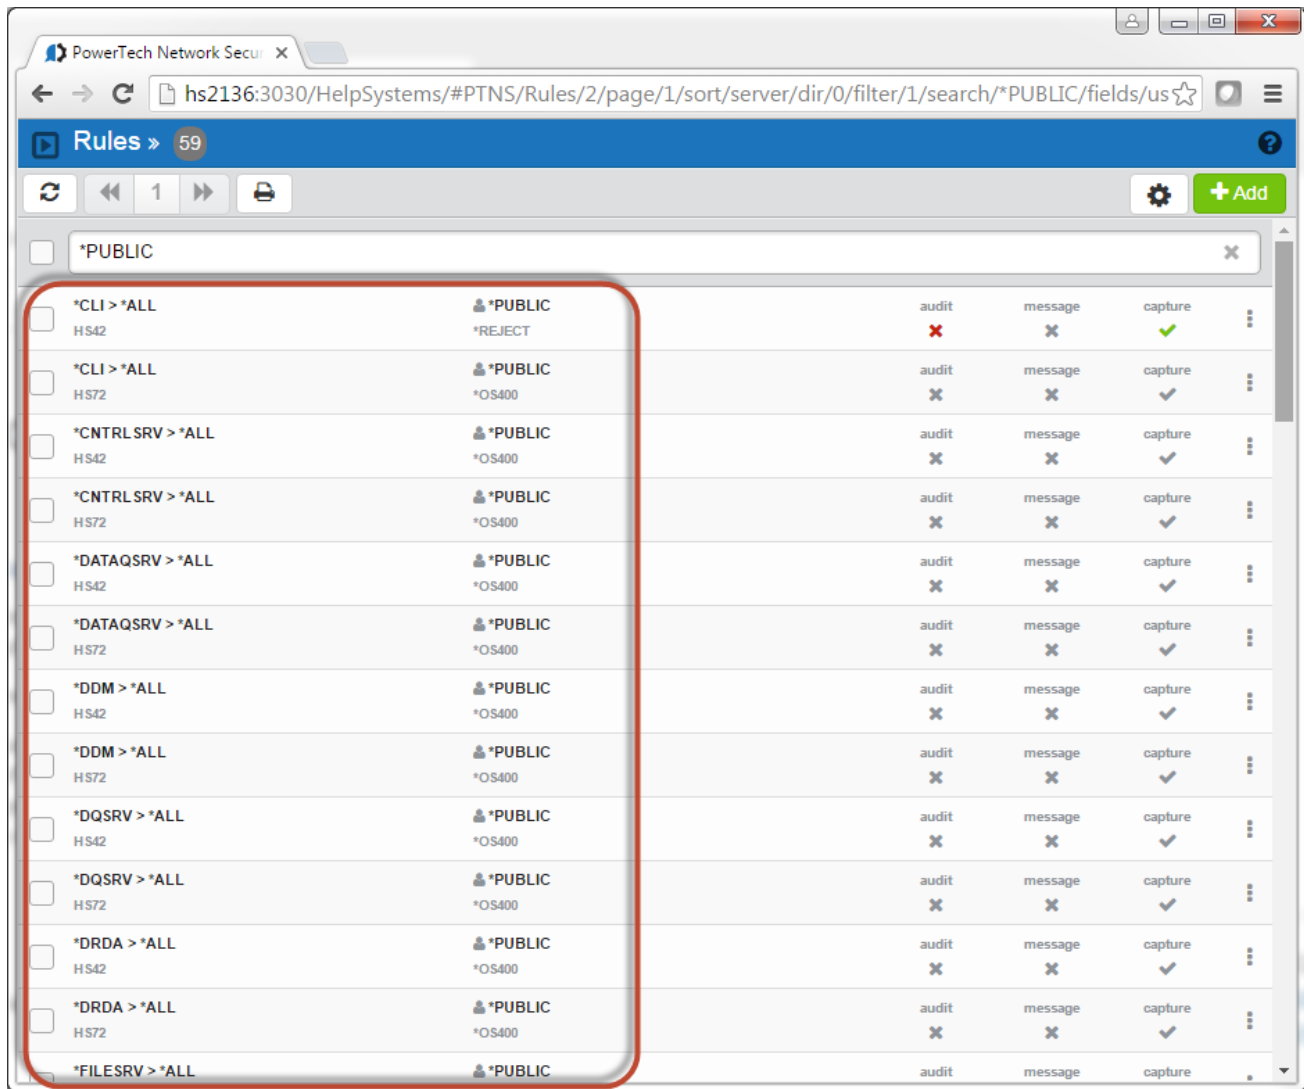 PowerTech Network Secur
hs2136:3030/HelpSystems/#PTNS/Rules/2/page/1/sort/server/dir/0/filter/1/search/*PUBLIC/fields/us
Rules » 59
1 Add
*PUBLIC
*CLI > *ALL *PUBLIC audit message capture
HS42 *REJECT
*CLI > *ALL *PUBLIC audit message capture
HS72 *OS400
*CNTRLSRV > *ALL *PUBLIC audit message capture
HS42 *OS400
*CNTRLSRV > *ALL *PUBLIC audit message capture
HS72 *OS400
*DATAQSRV > *ALL *PUBLIC audit message capture
HS42 *OS400
*DATAQSRV > *ALL *PUBLIC audit message capture
HS72 *OS400
*DDM > *ALL *PUBLIC audit message capture
HS42 *OS400
*DDM > *ALL *PUBLIC audit message capture
HS72 *OS400
*DQSRV > *ALL *PUBLIC audit message capture
HS42 *OS400
*DQSRV > *ALL *PUBLIC audit message capture
HS72 *OS400
*DRDA > *ALL *PUBLIC audit message capture
HS42 *OS400
*DRDA > *ALL *PUBLIC audit message capture
HS72 *OS400
*FILESRV > *ALL *PUBLIC audit message capture